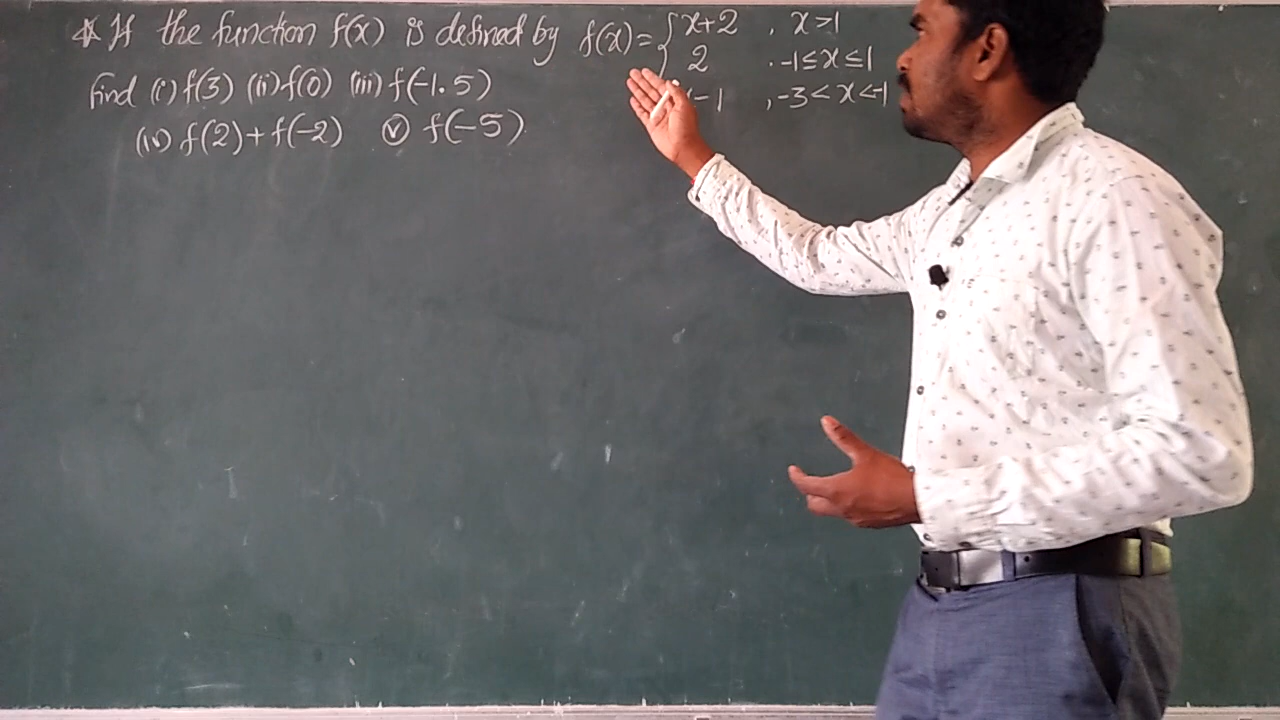 * If the function f(x) is defined by f(x) = { x+2 , x>1
2 . -1≤x≤1
-1 , -3<x<-1
find (i) f(3) (ii) f(0) (iii) f(-1.5)
(iv) f(2)+f(-2) (v) f(-5).